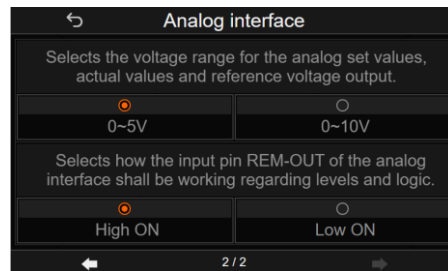 Analog interface
Selects the voltage range for the analog set values,
actual values and reference voltage output.
0~5V
0~10V
Selects how the input pin REM-OUT of the analog
interface shall be working regarding levels and logic.
High ON
Low ON
2 / 2